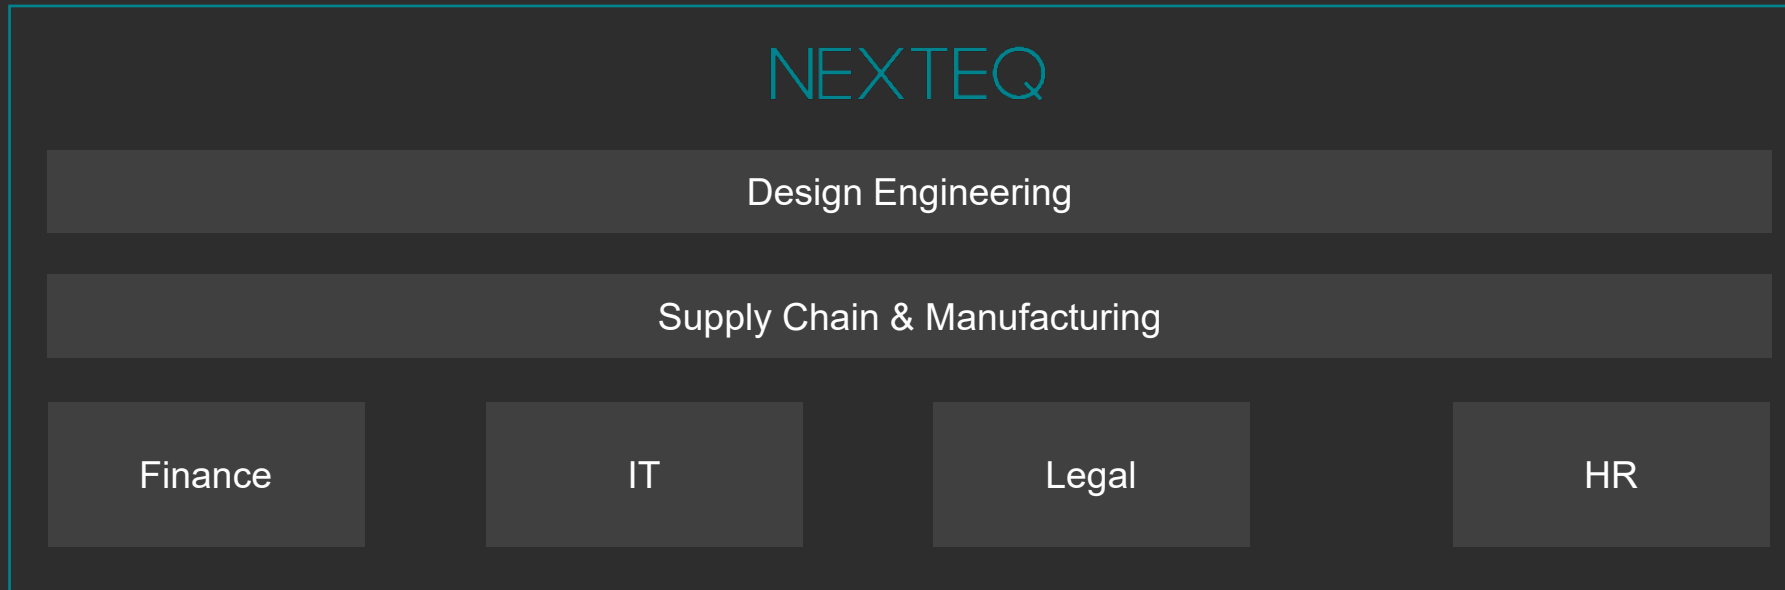 NEXTEQ
Design Engineering
Supply Chain & Manufacturing
Finance
IT
Legal
HR